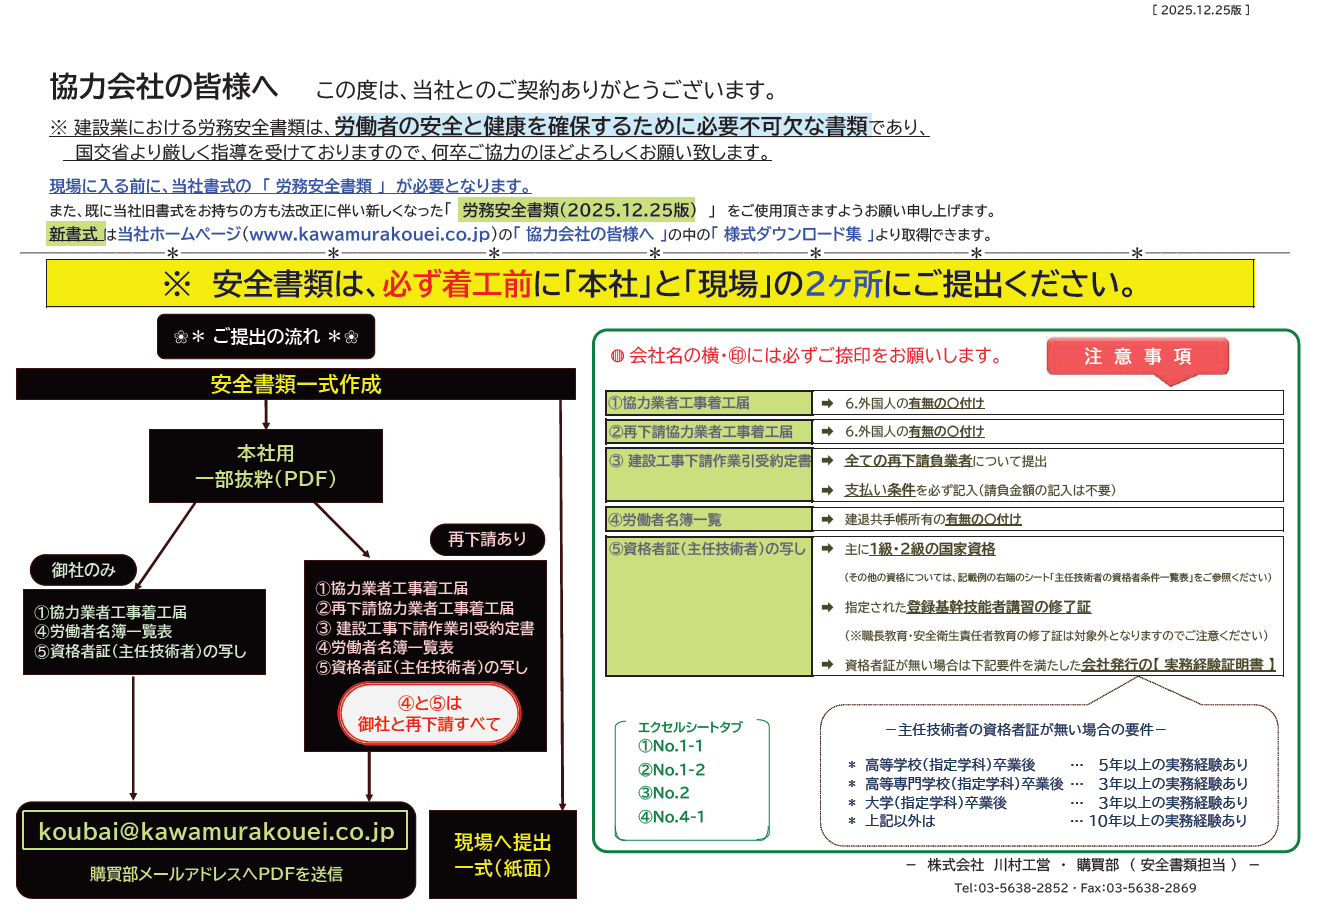 [ 2025.12.25版 ]
協力会社の皆様へ この度は、当社とのご契約ありがとうございます。
※ 建設業における労務安全書類は、労働者の安全と健康を確保するために必要不可欠な書類であり、
国交省より厳しく指導を受けておりますので、何卒ご協力のほどよろしくお願い致します。
現場に入る前に、当社書式の 「 労務安全書類 」 が必要となります。
また、既に当社旧書式をお持ちの方も法改正に伴い新しくなった「 労務安全書類(2025.12.25版) 」 をご使用頂きますようお願い申し上げます。
新書式 は当社ホームページ(www.kawamurakouei.co.jp)の「 協力会社の皆様へ 」の中の「 様式ダウンロード集 」より取得できます。
※ 安全書類は、必ず着工前に「本社」と「現場」の2ヶ所にご提出ください。
❀＊ ご提出の流れ ＊❀
安全書類一式作成
本社用
一部抜粋(PDF)
御社のみ
①協力業者工事着工届
④労働者名簿一覧表
⑤資格者証(主任技術者)の写し
再下請あり
①協力業者工事着工届
②再下請協力業者工事着工届
③ 建設工事下請作業引受約定書
④労働者名簿一覧表
⑤資格者証(主任技術者)の写し
④と⑤は
御社と再下請すべて
koubai@kawamurakouei.co.jp
購買部メールアドレスへPDFを送信
現場へ提出
一式(紙面)
◍ 会社名の横・㊞には必ずご捺印をお願いします。
注 意 事 項
①協力業者工事着工届 ➡ 6.外国人の有無の〇付け
②再下請協力業者工事着工届 ➡ 6.外国人の有無の〇付け
③ 建設工事下請作業引受約定書 ➡ 全ての再下請負業者について提出
➡ 支払い条件を必ず記入(請負金額の記入は不要)
④労働者名簿一覧 ➡ 建退共手帳所有の有無の〇付け
⑤資格者証(主任技術者)の写し ➡ 主に1級・2級の国家資格
(その他の資格については、記載例の右端のシート「主任技術者の資格者条件一覧表」をご参照ください)
➡ 指定された登録基幹技能者講習の修了証
(※職長教育・安全衛生責任者教育の修了証は対象外となりますのでご注意ください)
➡ 資格者証が無い場合は下記要件を満たした会社発行の【 実務経験証明書 】
エクセルシートタブ
①No.1-1
②No.1-2
③No.2
④No.4-1
－主任技術者の資格者証が無い場合の要件－
＊ 高等学校(指定学科)卒業後 … 5年以上の実務経験あり
＊ 高等専門学校(指定学科)卒業後 … 3年以上の実務経験あり
＊ 大学(指定学科)卒業後 … 3年以上の実務経験あり
＊ 上記以外は … 10年以上の実務経験あり
－ 株式会社 川村工営 ・ 購買部 ( 安全書類担当 ) －
Tel:03-5638-2852・Fax:03-5638-2869